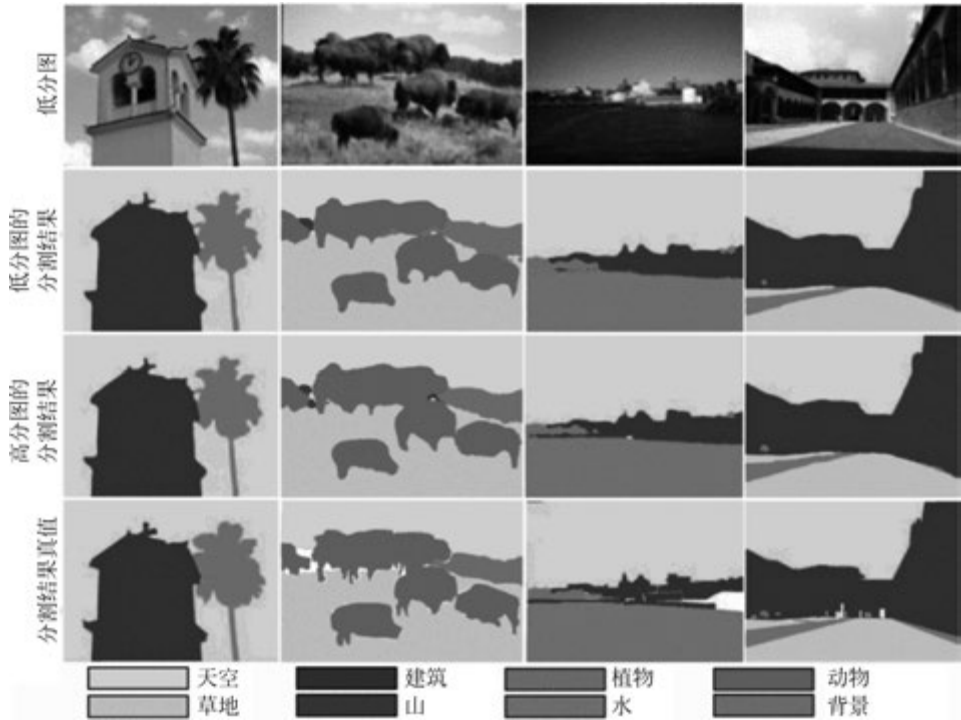 低分图
低分图的
分割结果
高分图的
分割结果
分割结果真值
天空 建筑 植物 动物
草地 山 水 背景